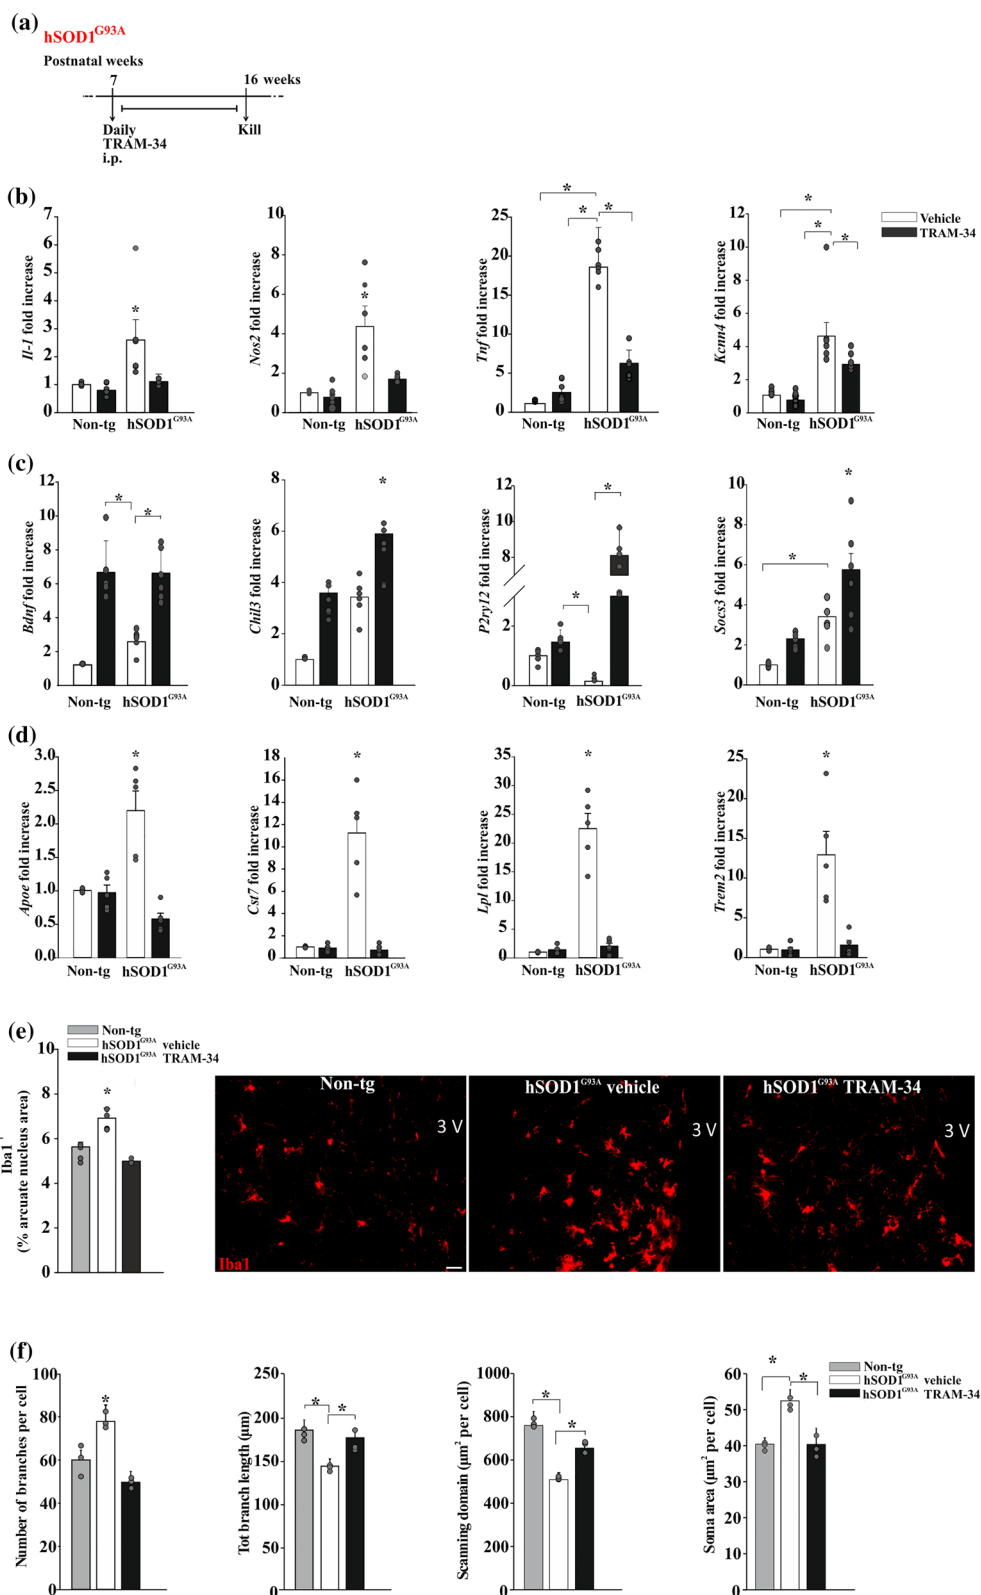 (a)
hSOD1G93A
Postnatal weeks
7 16 weeks
Daily Kill
TRAM-34
i.p.
(b)
Il-1 fold increase
7
6
5
4
3
2
1
0
*
Non-tg hSOD1G93A
Nos2 fold increase
10
8
6
4
2
0
*
Non-tg hSOD1G93A
Tnf fold increase
25
20
15
10
5
0
*
* *
Non-tg hSOD1G93A
Kcnn4 fold increase
12
10
8
6
4
2
0
*
*
*
Non-tg hSOD1G93A
Vehicle
TRAM-34
(c)
Bdnf fold increase
12
10
8
6
4
2
0
* *
Non-tg hSOD1G93A
Chil3 fold increase
8
6
4
2
0
*
Non-tg hSOD1G93A
P2ry12 fold increase
12
10
8
2
0
*
*
Non-tg hSOD1G93A
Socs3 fold increase
10
8
6
4
2
0
*
*
Non-tg hSOD1G93A
(d)
Apoe fold increase
3.0
2.5
2.0
1.5
1.0
0.5
0.0
*
Non-tg hSOD1G93A
Cst7 fold increase
18
16
14
12
10
8
6
4
2
0
*
Non-tg hSOD1G93A
Lpl fold increase
35
30
25
20
15
10
5
0
*
Non-tg hSOD1G93A
Trem2 fold increase
25
20
15
10
5
0
*
Non-tg hSOD1G93A
(e)
Non-tg
hSOD1G93A vehicle
hSOD1G93A TRAM-34
Iba1+
(% arcuate nucleus area)
10
8
6
4
2
0
*
Non-tg
3 V
Iba1
hSOD1G93A vehicle
3 V
hSOD1G93A TRAM-34
3 V
(f)
Number of branches per cell
100
80
60
40
20
0
*
Tot branch length (µm)
250
200
150
100
50
0
* *
Scanning domain (µm2 per cell)
1000
800
600
400
200
0
*
*
Soma area (µm2 per cell)
60
50
40
30
20
10
0
*
*
Non-tg
hSOD1G93A vehicle
hSOD1G93A TRAM-34